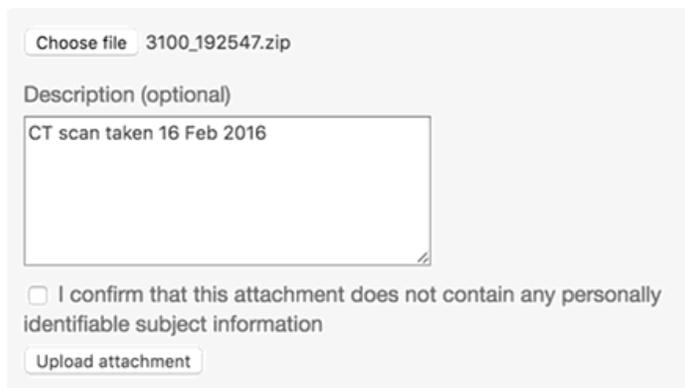 Choose file 3100_192547.zip
Description (optional)
CT scan taken 16 Feb 2016
I confirm that this attachment does not contain any personally
identifiable subject information
Upload attachment